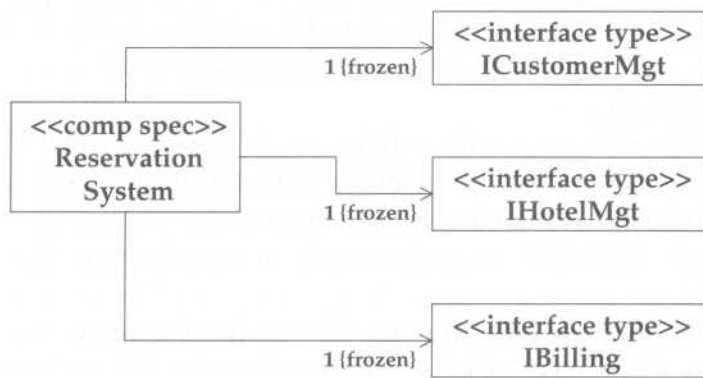 <<interface type>>
ICustomerMgt
1 {frozen}
<<comp spec>>
Reservation
System
<<interface type>>
IHotelMgt
1 {frozen}
<<interface type>>
IBilling
1 {frozen}